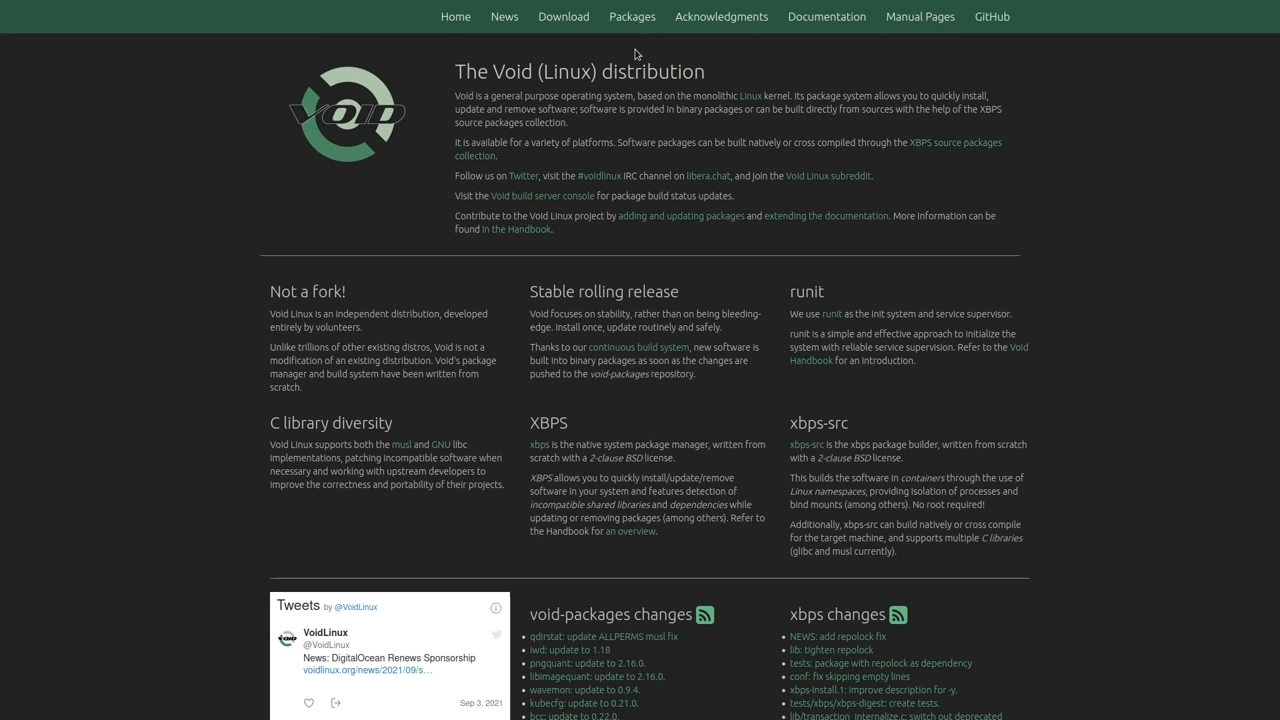 Home News Download Packages Acknowledgments Documentation Manual Pages GitHub
VOID
The Void (Linux) distribution
Void is a general purpose operating system, based on the monolithic Linux kernel. Its package system allows you to quickly install,
update and remove software; software is provided in binary packages or can be built directly from sources with the help of the XBPS
source packages collection.
It is available for a variety of platforms. Software packages can be built natively or cross compiled through the XBPS source packages
collection.
Follow us on Twitter, visit the #voidlinux IRC channel on libera.chat, and join the Void Linux subreddit.
Visit the Void build server console for package build status updates.
Contribute to the Void Linux project by adding and updating packages and extending the documentation. More information can be
found in the Handbook.
Not a fork!
Void Linux is an independent distribution, developed
entirely by volunteers.
Unlike trillions of other existing distros, Void is not a
modification of an existing distribution. Void's package
manager and build system have been written from
scratch.
Stable rolling release
Void focuses on stability, rather than on being bleeding-
edge. Install once, update routinely and safely.
Thanks to our continuous build system, new software is
built into binary packages as soon as the changes are
pushed to the void-packages repository.
runit
We use runit as the init system and service supervisor.
runit is a simple and effective approach to initialize the
system with reliable service supervision. Refer to the Void
Handbook for an introduction.
C library diversity
Void Linux supports both the musl and GNU libc
implementations, patching incompatible software when
necessary and working with upstream developers to
improve the correctness and portability of their projects.
XBPS
xbps is the native system package manager, written from
scratch with a 2-clause BSD license.
XBPS allows you to quickly install/update/remove
software in your system and features detection of
incompatible shared libraries and dependencies while
updating or removing packages (among others). Refer to
the Handbook for an overview.
xbps-src
xbps-src is the xbps package builder, written from scratch
with a 2-clause BSD license.
This builds the software in containers through the use of
Linux namespaces, providing isolation of processes and
bind mounts (among others). No root required!
Additionally, xbps-src can build natively or cross compile
for the target machine, and supports multiple C libraries
(glibc and musl currently).
Tweets by @VoidLinux
VoidLinux
@VoidLinux
News: DigitalOcean Renews Sponsorship
voidlinux.org/news/2021/09/s…
Sep 3, 2021
void-packages changes
qdirstat: update ALLPERMS musl fix
iwd: update to 1.18
pngquant: update to 2.16.0.
libimagequant: update to 2.16.0.
wavemon: update to 0.9.4.
kubecfg: update to 0.21.0.
bcc: update to 0.22.0.
xbps changes
NEWS: add repolock fix
lib: tighten repolock
tests: package with repolock as dependency
conf: fix skipping empty lines
xbps-install.1: improve description for -y.
tests/xbps/xbps-digest: create tests.
lib/transaction_internalize.c: switch out deprecated